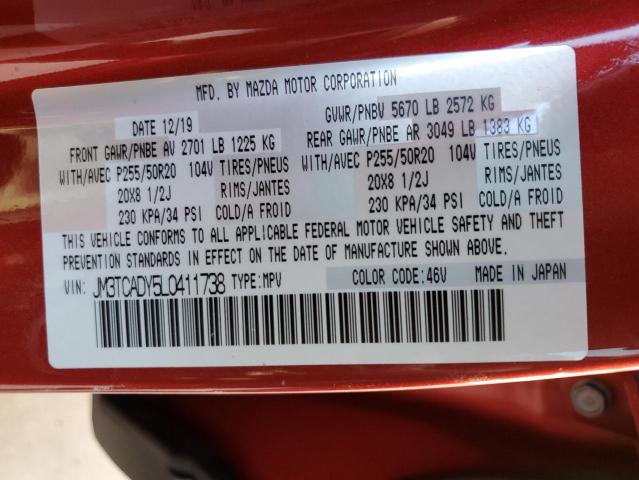 MFD. BY MAZDA MOTOR CORPORATION
DATE 12/19
GVWR/PNBV 5670 LB 2572 KG
FRONT GAWR/PNBE AV 2701 LB 1225 KG
REAR GAWR/PNBE AR 3049 LB 1383 KG
WITH/AVEC P255/50R20 104V TIRES/PNEUS
20X8 1/2J RIMS/JANTES
230 KPA/34 PSI COLD/A FROID
WITH/AVEC P255/50R20 104V TIRES/PNEUS
20X8 1/2J RIMS/JANTES
230 KPA/34 PSI COLD/A FROID
THIS VEHICLE CONFORMS TO ALL APPLICABLE FEDERAL MOTOR VEHICLE SAFETY AND THEFT
PREVENTION STANDARDS IN EFFECT ON THE DATE OF MANUFACTURE SHOWN ABOVE.
VIN: JM3TCADY5L0411738 TYPE:MPV
COLOR CODE:46V MADE IN JAPAN